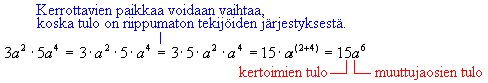 Kerrottavien paikkaa voidaan vaihtaa,
koska tulo on riippumaton tekijöiden järjestyksestä.
3a² · 5a⁴ = 3·a²·5·a⁴ = 3·5·a²·a⁴ = 15·a⁽²⁺⁴⁾ = 15a⁶
kertoimien tulo muuttujaosien tulo